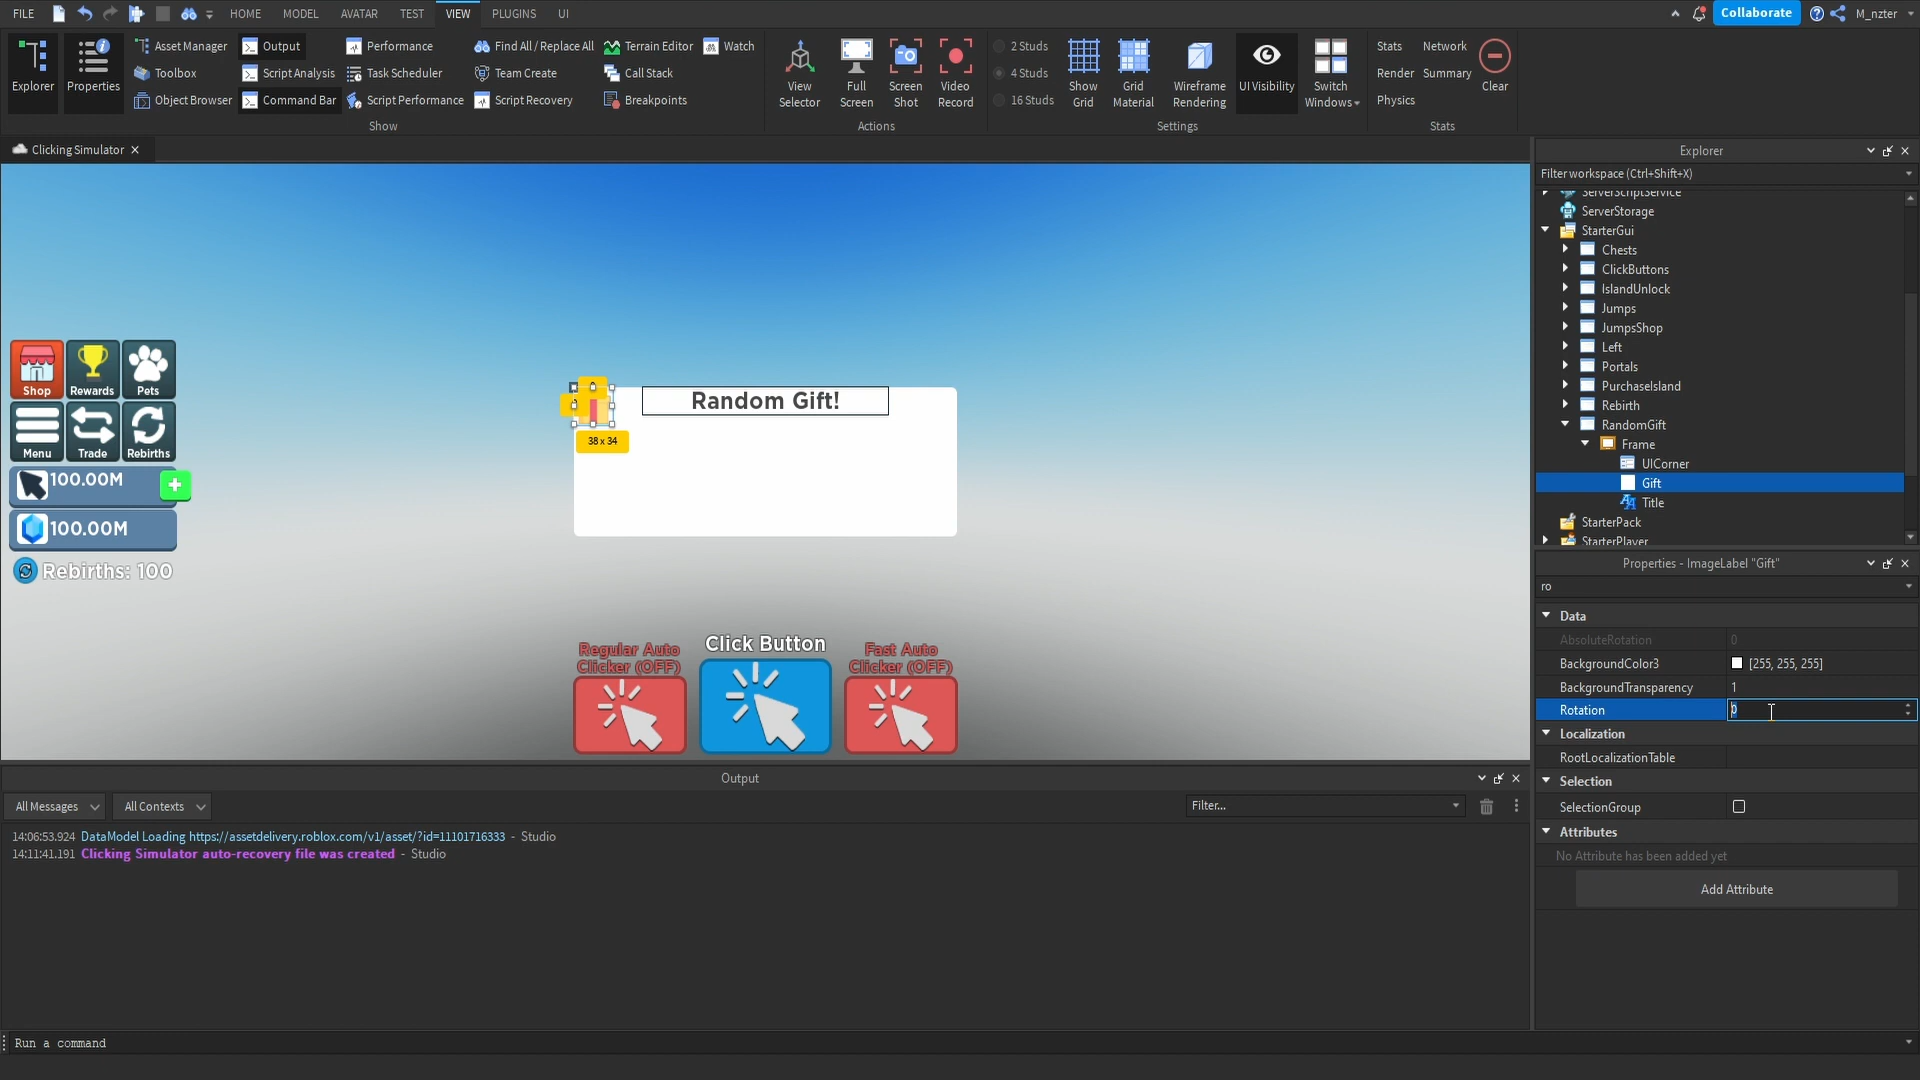 FILE HOME MODEL AVATAR TEST VIEW PLUGINS UI Collaborate M_nzter
Explorer
Properties
Asset Manager
Toolbox
Object Browser
Output
Script Analysis
Command Bar
Performance
Task Scheduler
Script Performance
Find All / Replace All
Team Create
Script Recovery
Terrain Editor
Call Stack
Breakpoints
Watch
Show
View
Selector
Full
Screen
Screen
Shot
Video
Record
Actions
2 Studs
4 Studs
16 Studs
Show
Grid
Grid
Material
Wireframe
Rendering
UI Visibility
Switch
Windows
Settings
Stats
Network
Render
Summary
Physics
Clear
Stats
Clicking Simulator
Random Gift!
38 x 34
Shop
Rewards
Pets
Menu
Trade
Rebirths
100.00M
+
100.00M
Rebirths: 100
Regular Auto
Clicker (OFF)
Click Button
Fast Auto
Clicker (OFF)
Explorer
Filter workspace (Ctrl+Shift+X)
ServerScriptService
ServerStorage
StarterGui
Chests
ClickButtons
IslandUnlock
Jumps
JumpsShop
Left
Portals
PurchaseIsland
Rebirth
RandomGift
Frame
UICorner
Gift
Title
StarterPack
StarterPlayer
Properties - ImageLabel "Gift"
ro
Data
AbsoluteRotation 0
BackgroundColor3 [255, 255, 255]
BackgroundTransparency 1
Rotation 0
Localization
RootLocalizationTable
Selection
SelectionGroup
Attributes
No Attribute has been added yet
Add Attribute
Output
All Messages
All Contexts
Filter...
14:06:53.924 DataModel Loading https://assetdelivery.roblox.com/v1/asset/?id=11101716333 - Studio
14:11:41.191 Clicking Simulator auto-recovery file was created - Studio
Run a command